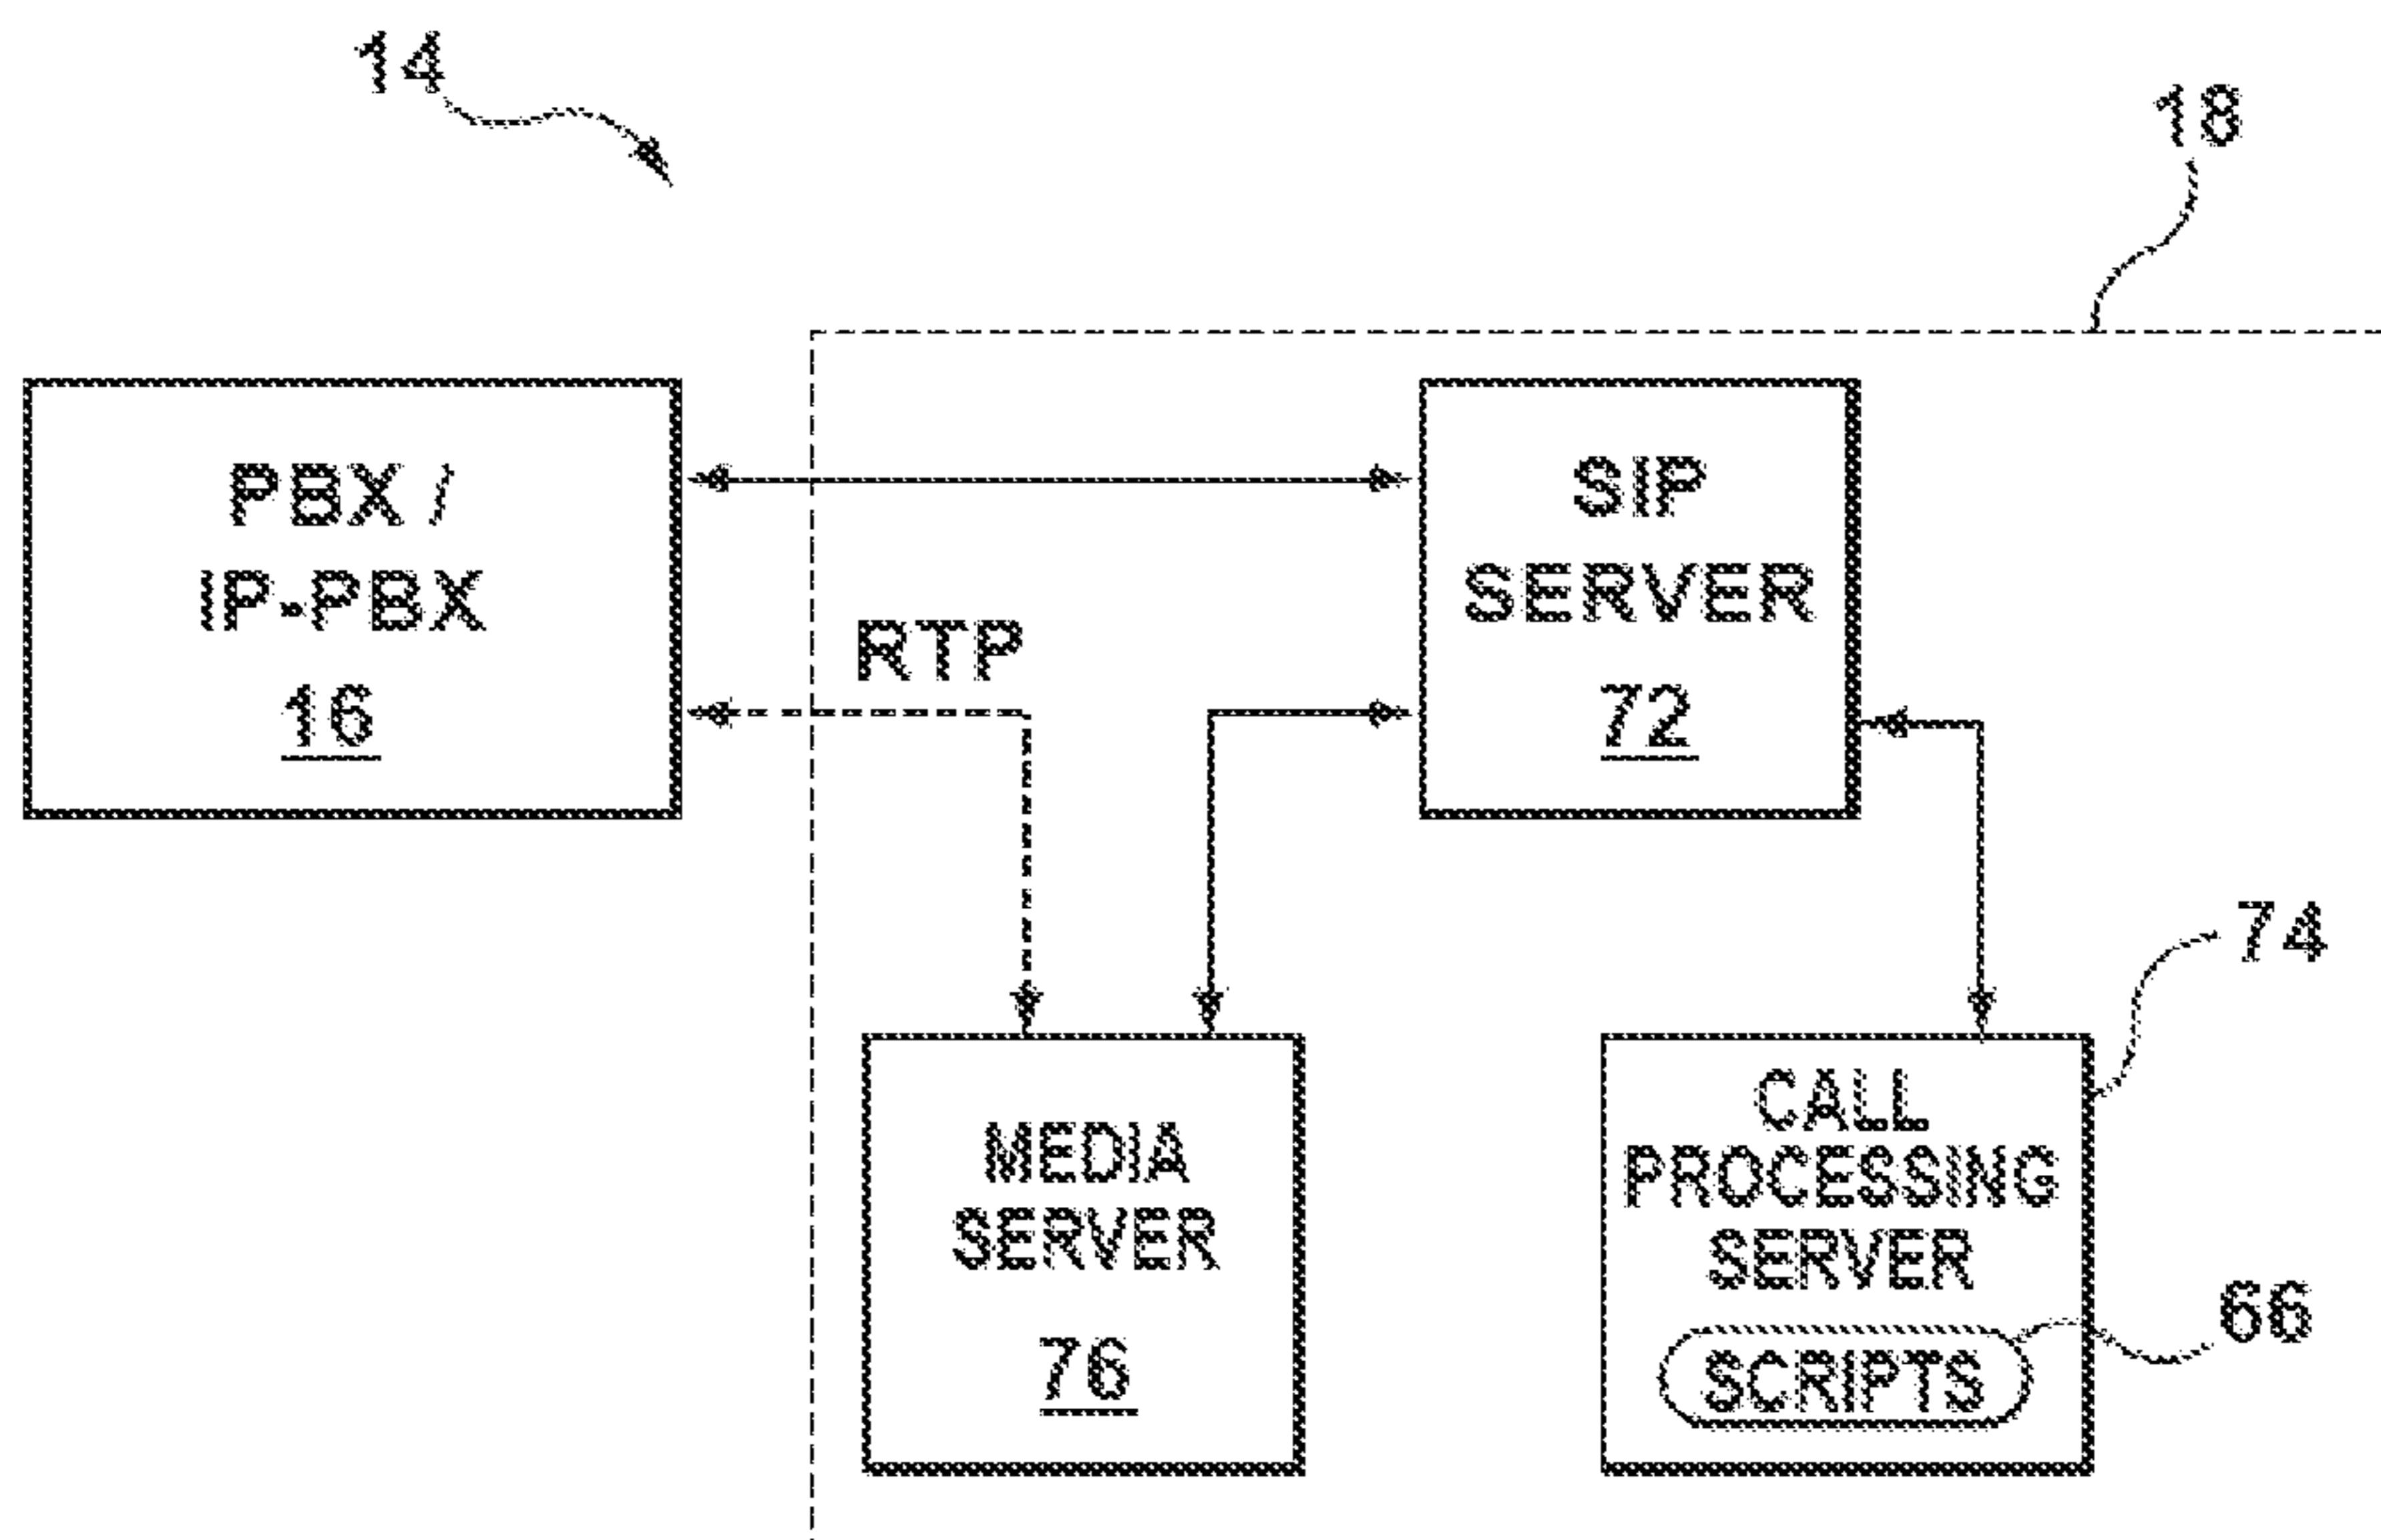 14
18
PBX /
IP-PBX
16
RTP
SIP
SERVER
72
74
MEDIA
SERVER
76
CALL
PROCESSING
SERVER
SCRIPTS
66